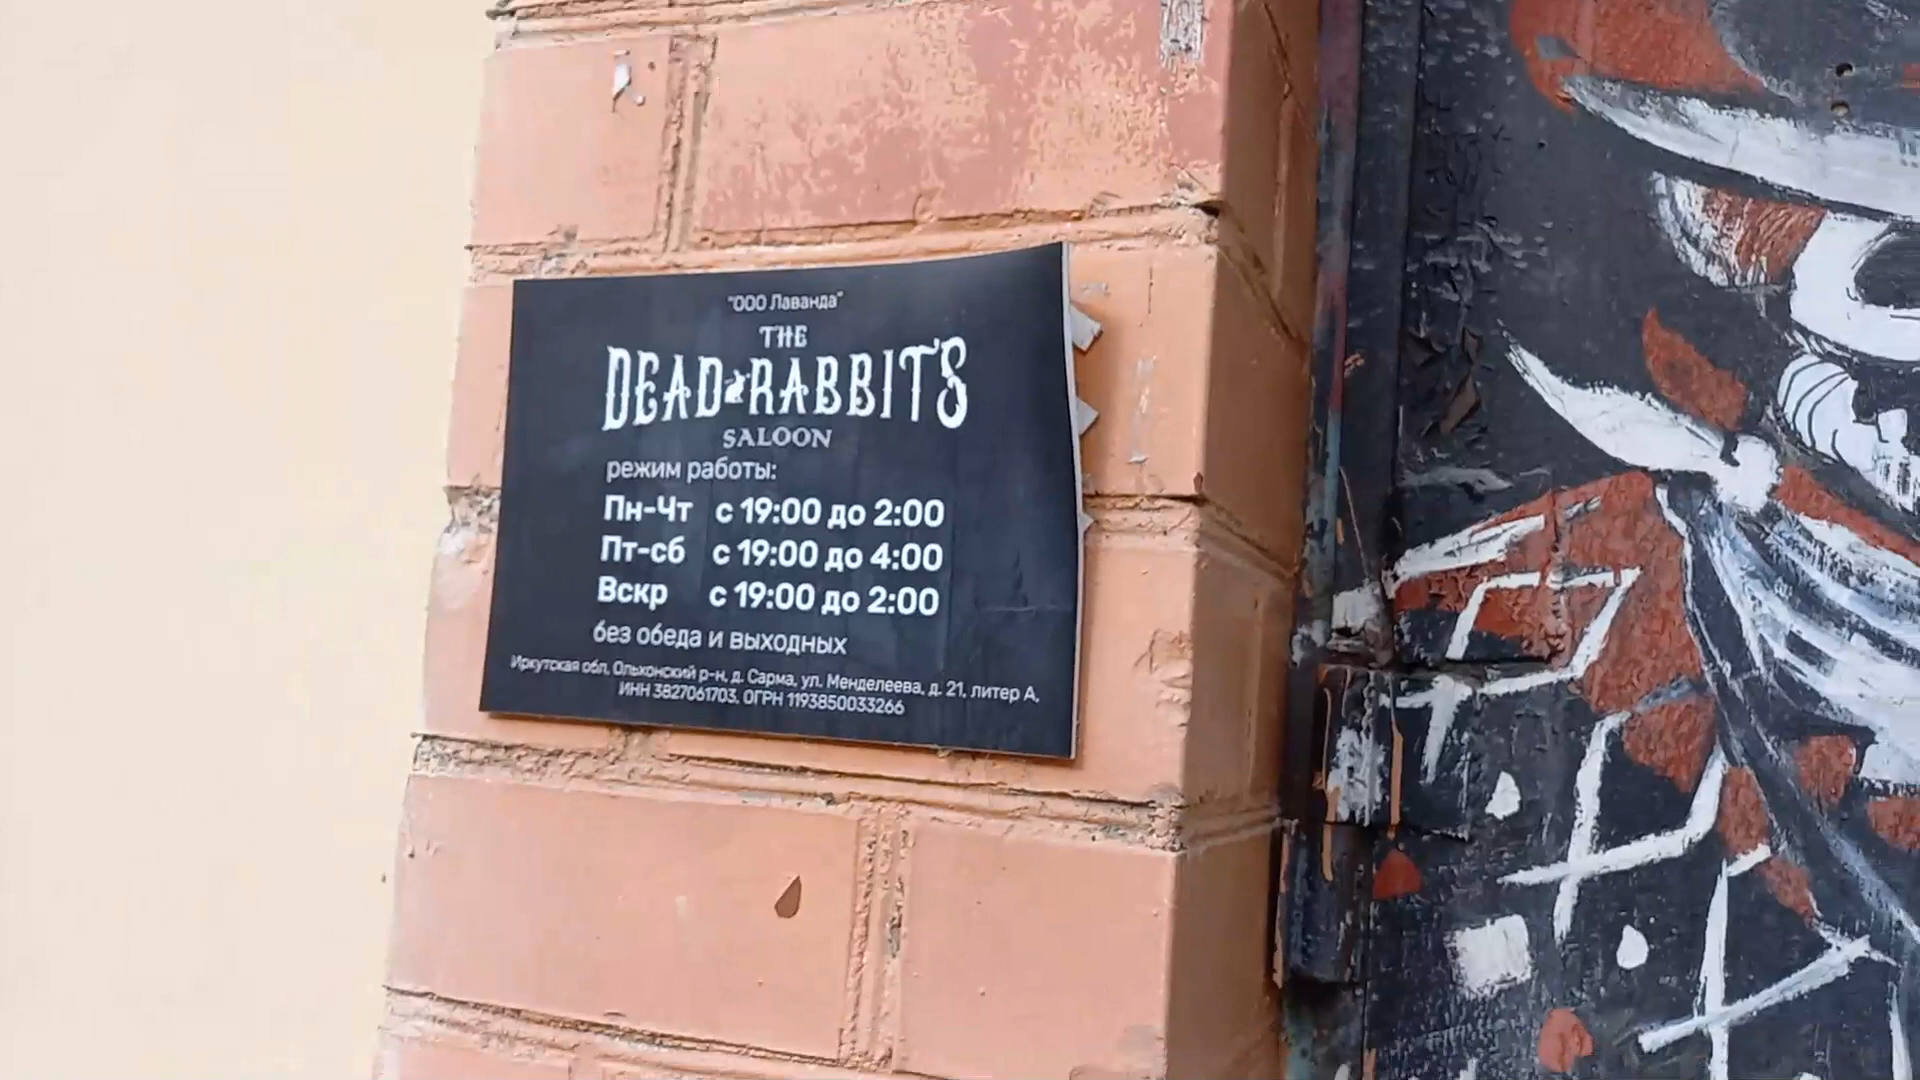 "ООО Лаванда"
THE
DEAD RABBITS
SALOON
режим работы:
Пн-Чт с 19:00 до 2:00
Пт-сб с 19:00 до 4:00
Вскр с 19:00 до 2:00
без обеда и выходных
Иркутская обл, Ольхонский р-н, д. Сарма, ул. Менделеева, д. 21, литер А,
ИНН 3827061703, ОГРН 1193850033266